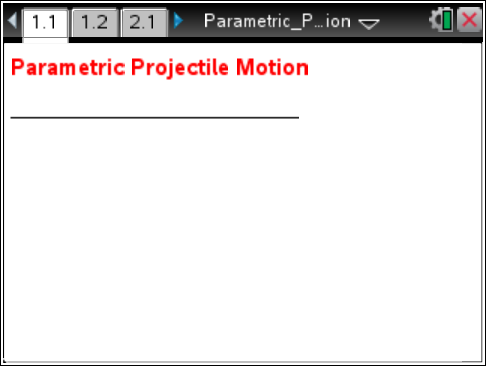 1.1 1.2 2.1 Parametric_P...ion
Parametric Projectile Motion